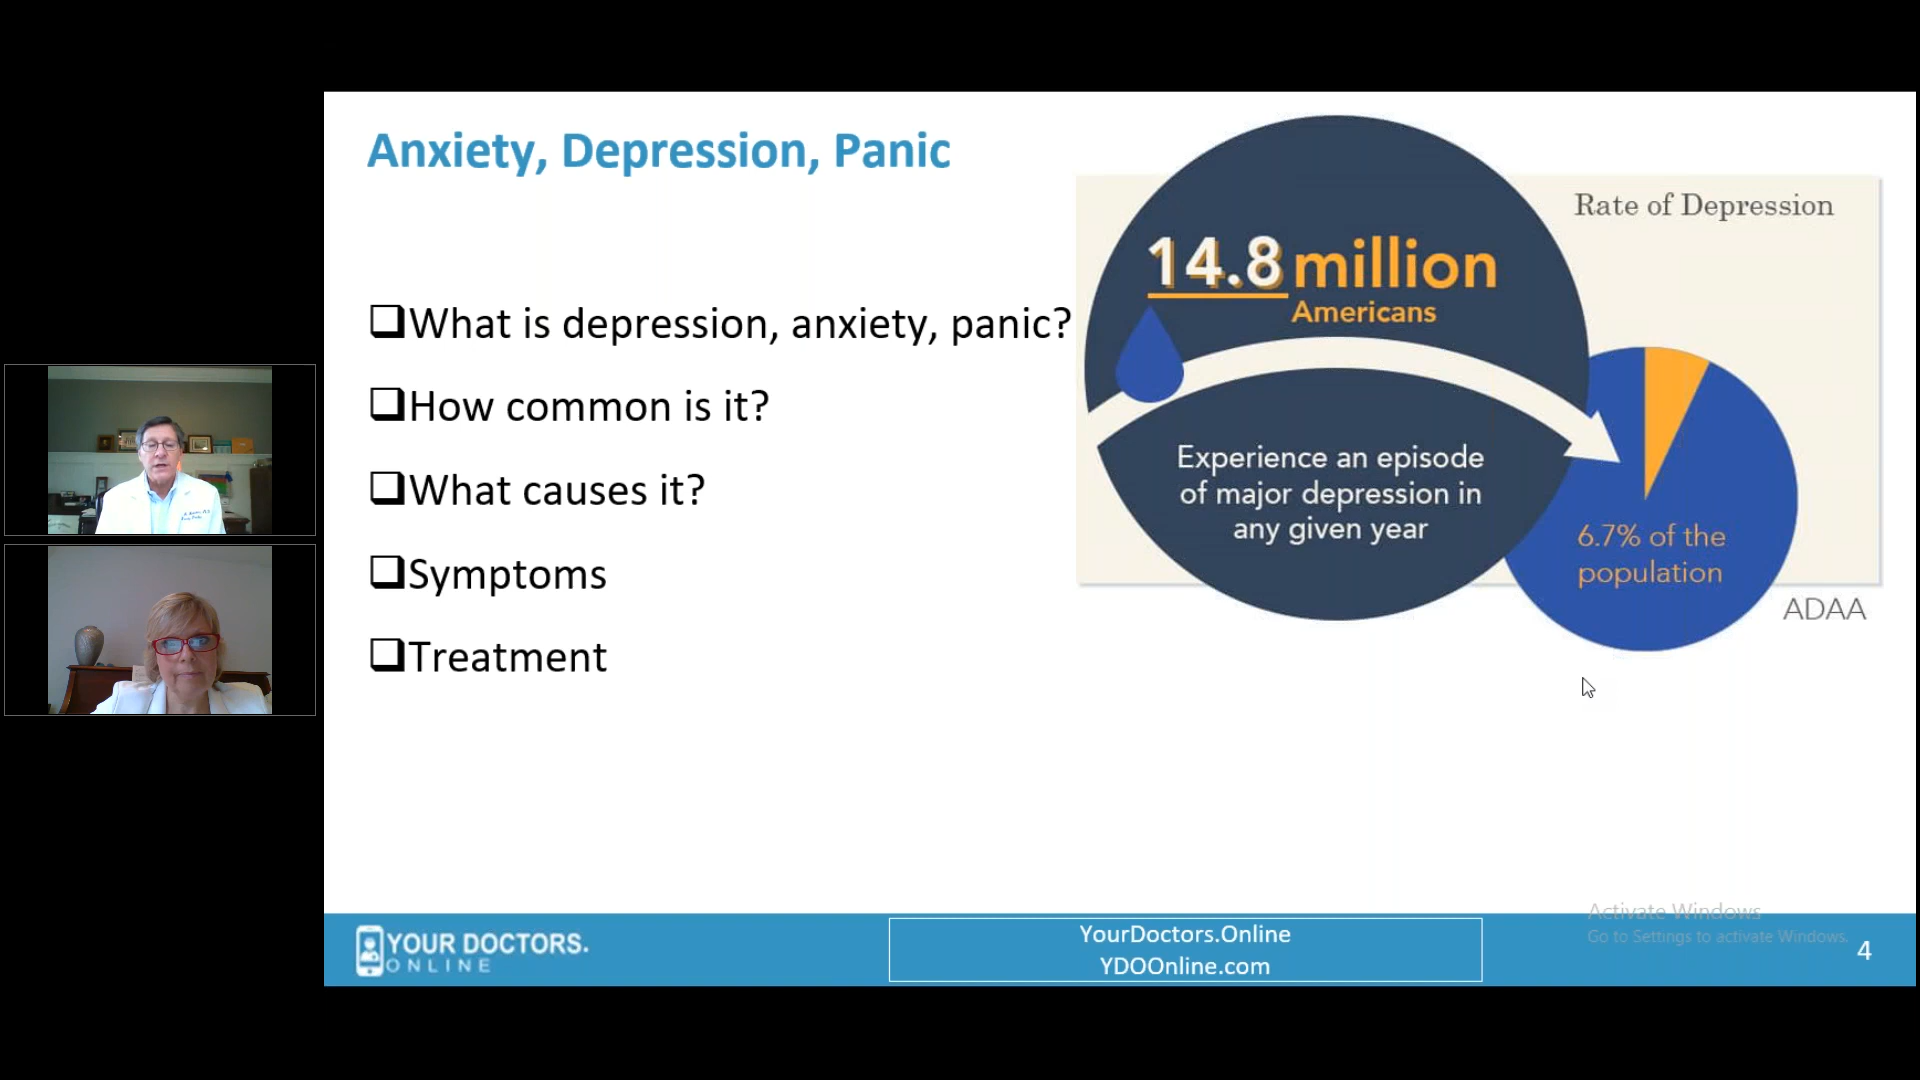 Anxiety, Depression, Panic
❑What is depression, anxiety, panic?
❑How common is it?
❑What causes it?
❑Symptoms
❑Treatment
Rate of Depression
14.8 million
Americans
Experience an episode
of major depression in
any given year
6.7% of the
population
ADAA
YOUR DOCTORS.
ONLINE
YourDoctors.Online
YDOOnline.com
Activate Windows
Go to Settings to activate Windows.
4